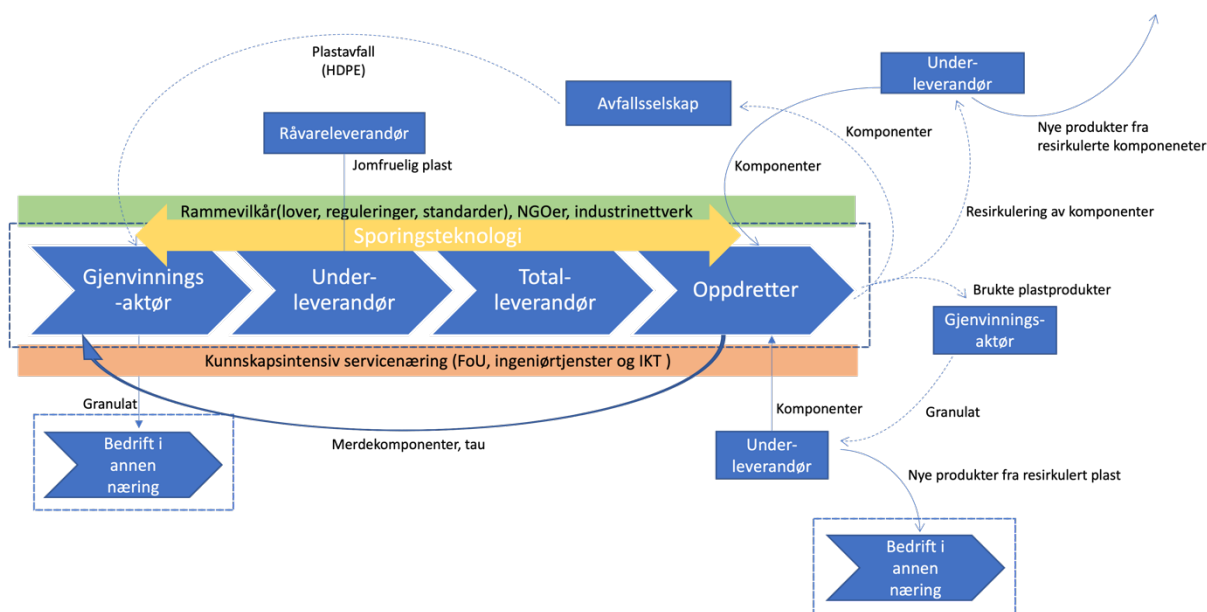 Plastavfall
(HDPE)
Under-
leverandør
Avfallsselskap
Råvareleverandør
Komponenter
Nye produkter fra
resirkulerte komponeneter
Jomfruelig plast
Komponenter
Rammevilkår(lover, reguleringer, standarder), NGOer, industrinettverk
Resirkulering av komponenter
Sporingsteknologi
Gjenvinnings
-aktør
Under-
leverandør
Total-
leverandør
Oppdretter
Brukte plastprodukter
Gjenvinnings-
aktør
Kunnskapsintensiv servicenæring (FoU, ingeniørtjenster og IKT )
Granulat
Komponenter
Granulat
Merdekomponenter, tau
Bedrift i
annen
næring
Under-
leverandør
Nye produkter fra resirkulert plast
Bedrift i
annen
næring